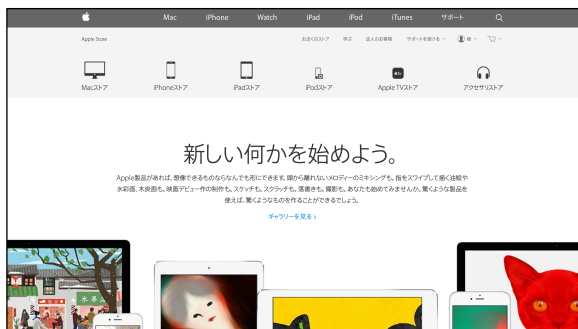 Mac iPhone Watch iPad iPod iTunes サポート
Apple Store お近くのストア 学ぶ 法人のお客様 サポートを受ける 様
Macストア iPhoneストア iPadストア iPodストア Apple TVストア アクセサリストア
新しい何かを始めよう。
Apple製品があれば、想像できるものならなんでも形にできます。頭から離れないメロディーのミキシングも。指をスワイプして描く油絵や
水彩画、木炭画も。映画デビュー作の制作も。スケッチも。スクラッチも。落書きも。撮影も。あなたも始めてみませんか。驚くような製品を
使えば、驚くようなものを作ることができるでしょう。
ギャラリーを見る